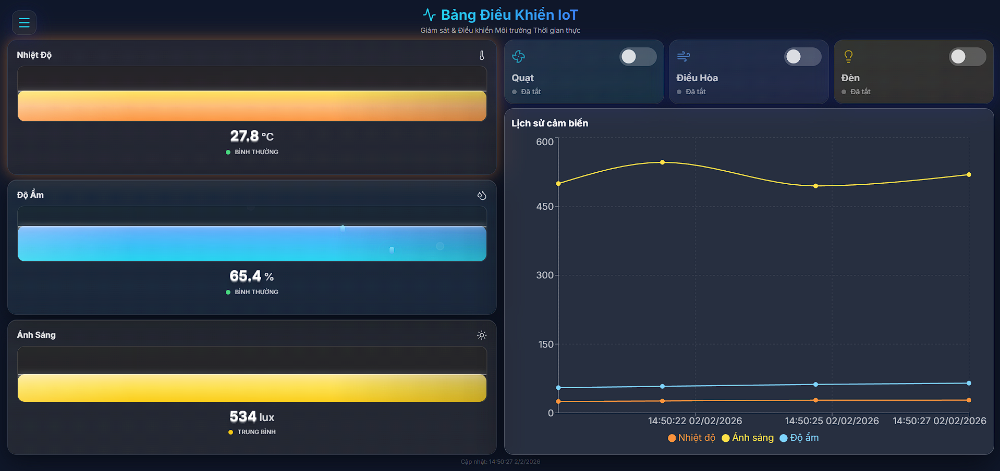 Bảng Điều Khiển IoT
Giám sát & Điều khiển Môi trường Thời gian thực
Nhiệt Độ
27.8 °C
BÌNH THƯỜNG
Độ Ẩm
65.4 %
BÌNH THƯỜNG
Ánh Sáng
534 lux
TRUNG BÌNH
Quạt
Đã tắt
Điều Hòa
Đã tắt
Đèn
Đã tắt
Lịch sử cảm biến
600
450
300
150
0
14:50:22 02/02/2026 14:50:25 02/02/2026 14:50:27 02/02/2026
Nhiệt độ Ánh sáng Độ ẩm
Cập nhật: 14:50:27 2/2/2026